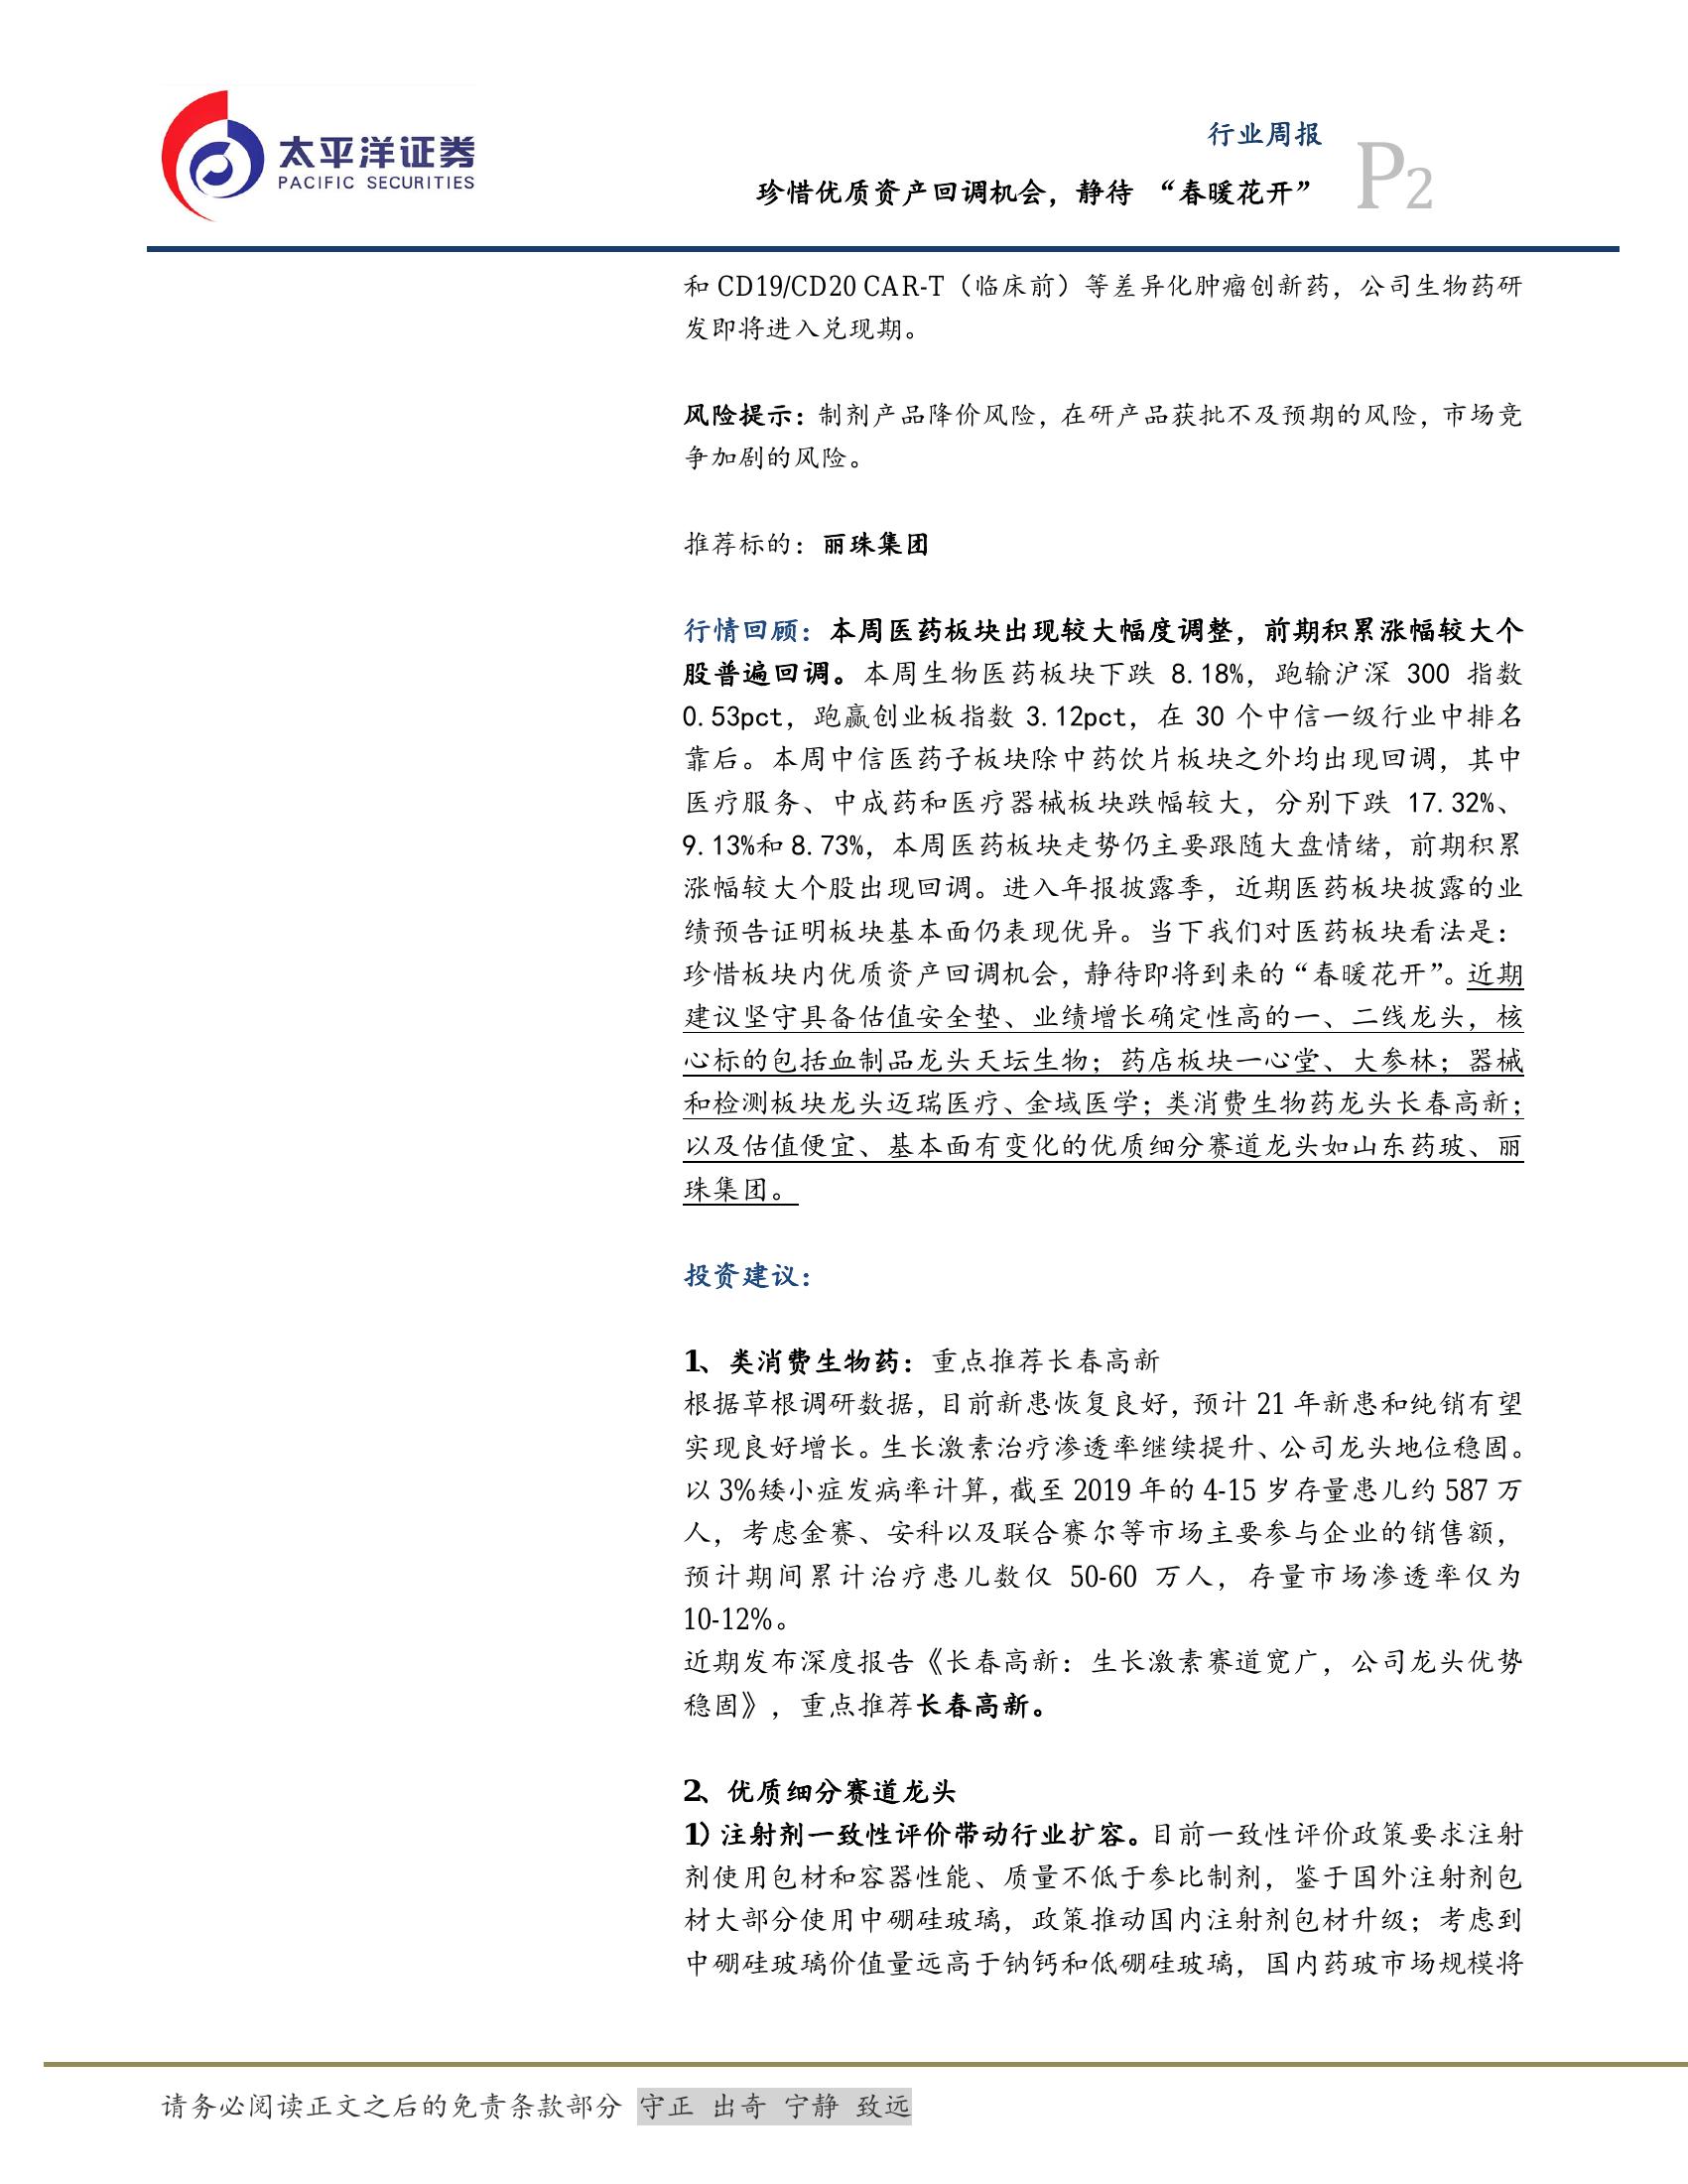 太平洋证券
PACIFIC SECURITIES
行业周报
珍惜优质资产回调机会，静待 “春暖花开”
P2
和 CD19/CD20 CAR-T（临床前）等差异化肿瘤创新药，公司生物药研
发即将进入兑现期。
风险提示：制剂产品降价风险，在研产品获批不及预期的风险，市场竞
争加剧的风险。
推荐标的：丽珠集团
行情回顾：本周医药板块出现较大幅度调整，前期积累涨幅较大个
股普遍回调。本周生物医药板块下跌 8.18%，跑输沪深 300 指数
0.53pct，跑赢创业板指数 3.12pct，在 30 个中信一级行业中排名
靠后。本周中信医药子板块除中药饮片板块之外均出现回调，其中
医疗服务、中成药和医疗器械板块跌幅较大，分别下跌 17.32%、
9.13%和 8.73%，本周医药板块走势仍主要跟随大盘情绪，前期积累
涨幅较大个股出现回调。进入年报披露季，近期医药板块披露的业
绩预告证明板块基本面仍表现优异。当下我们对医药板块看法是：
珍惜板块内优质资产回调机会，静待即将到来的“春暖花开”。近期
建议坚守具备估值安全垫、业绩增长确定性高的一、二线龙头，核
心标的包括血制品龙头天坛生物；药店板块一心堂、大参林；器械
和检测板块龙头迈瑞医疗、金域医学；类消费生物药龙头长春高新；
以及估值便宜、基本面有变化的优质细分赛道龙头如山东药玻、丽
珠集团。
投资建议：
1、类消费生物药：重点推荐长春高新
根据草根调研数据，目前新患恢复良好，预计 21 年新患和纯销有望
实现良好增长。生长激素治疗渗透率继续提升、公司龙头地位稳固。
以 3%矮小症发病率计算，截至 2019 年的 4-15 岁存量患儿约 587 万
人，考虑金赛、安科以及联合赛尔等市场主要参与企业的销售额，
预计期间累计治疗患儿数仅 50-60 万人，存量市场渗透率仅为
10-12%。
近期发布深度报告《长春高新：生长激素赛道宽广，公司龙头优势
稳固》，重点推荐长春高新。
2、优质细分赛道龙头
1）注射剂一致性评价带动行业扩容。目前一致性评价政策要求注射
剂使用包材和容器性能、质量不低于参比制剂，鉴于国外注射剂包
材大部分使用中硼硅玻璃，政策推动国内注射剂包材升级；考虑到
中硼硅玻璃价值量远高于钠钙和低硼硅玻璃，国内药玻市场规模将
请务必阅读正文之后的免责条款部分 守正 出奇 宁静 致远